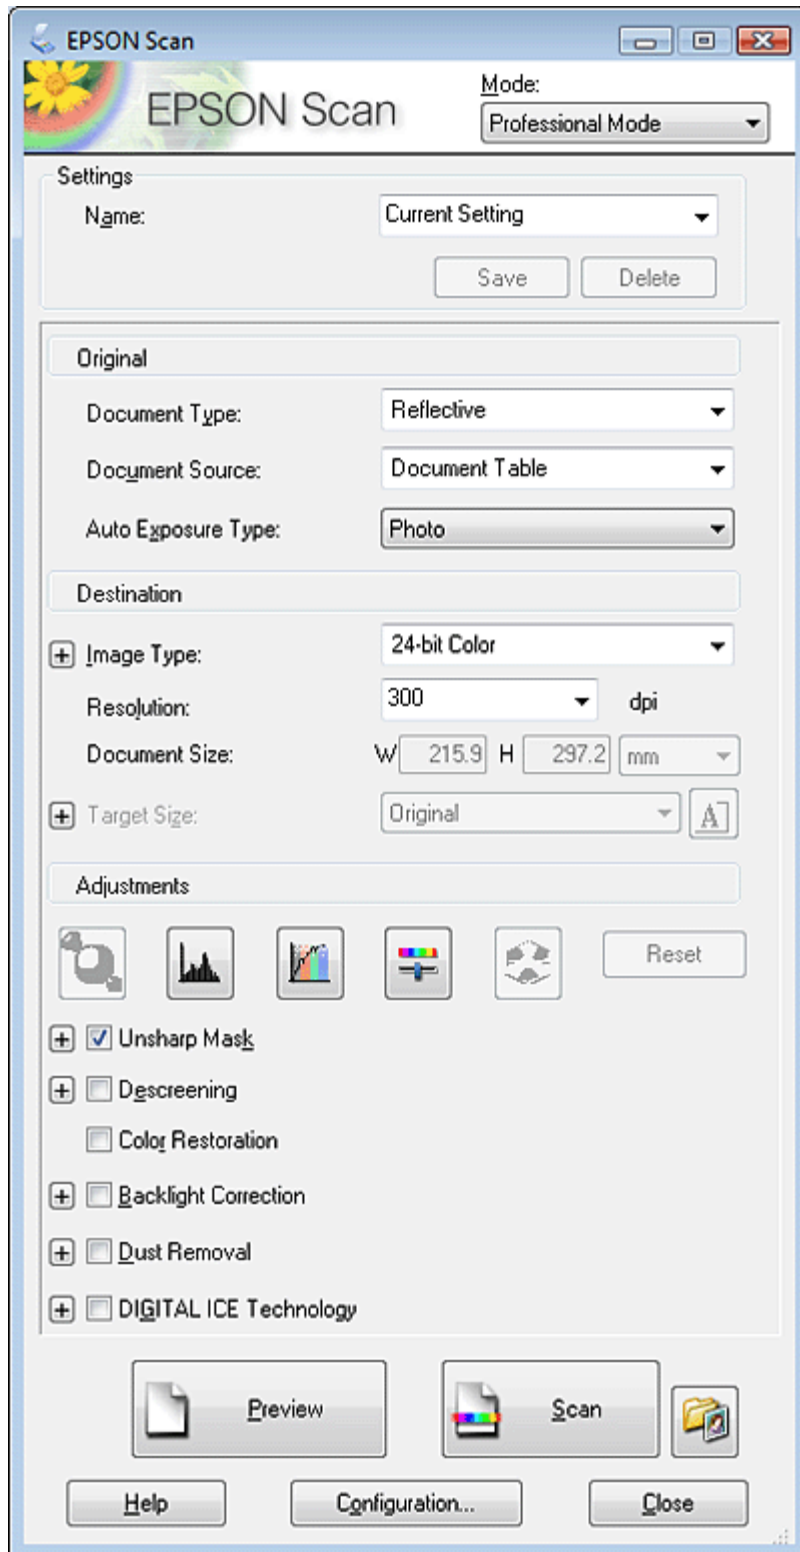 EPSON Scan
EPSON Scan
Mode:
Professional Mode
Settings
Name: Current Setting
Save Delete
Original
Document Type: Reflective
Document Source: Document Table
Auto Exposure Type: Photo
Destination
Image Type: 24-bit Color
Resolution: 300 dpi
Document Size: W 215.9 H 297.2 mm
Target Size: Original A
Adjustments
Reset
Unsharp Mask
Descreening
Color Restoration
Backlight Correction
Dust Removal
DIGITAL ICE Technology
Preview Scan
Help Configuration... Close